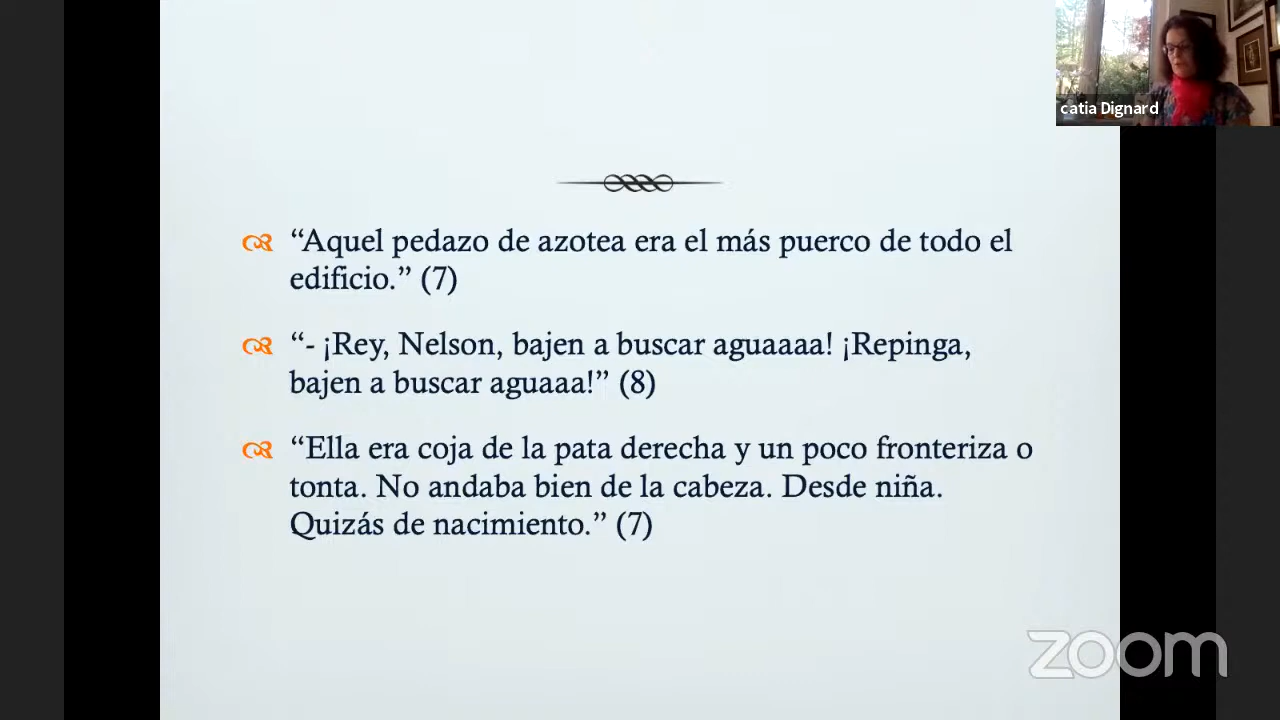 catia Dignard
“Aquel pedazo de azotea era el más puerco de todo el
edificio.” (7)
“- ¡Rey, Nelson, bajen a buscar aguaaaa! ¡Repinga,
bajen a buscar aguaaa!” (8)
“Ella era coja de la pata derecha y un poco fronteriza o
tonta. No andaba bien de la cabeza. Desde niña.
Quizás de nacimiento.” (7)
zoom